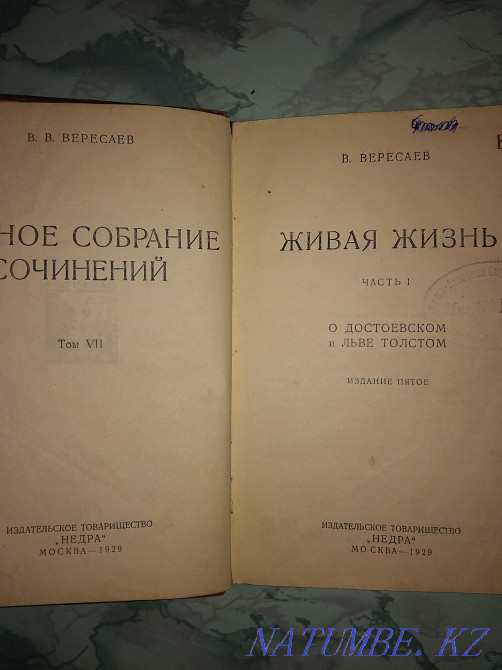 В. В. ВЕРЕСАЕВ
НОЕ СОБРАНИЕ
СОЧИНЕНИЙ
Том VII
ИЗДАТЕЛЬСКОЕ ТОВАРИЩЕСТВО
„НЕДРА“
МОСКВА—1929
В. ВЕРЕСАЕВ
ЖИВАЯ ЖИЗНЬ
ЧАСТЬ I
О ДОСТОЕВСКОМ
и ЛЬВЕ ТОЛСТОМ
ИЗДАНИЕ ПЯТОЕ
ИЗДАТЕЛЬСКОЕ ТОВАРИЩЕСТВО
„НЕДРА“
МОСКВА—1929
NATUMBE. KZ